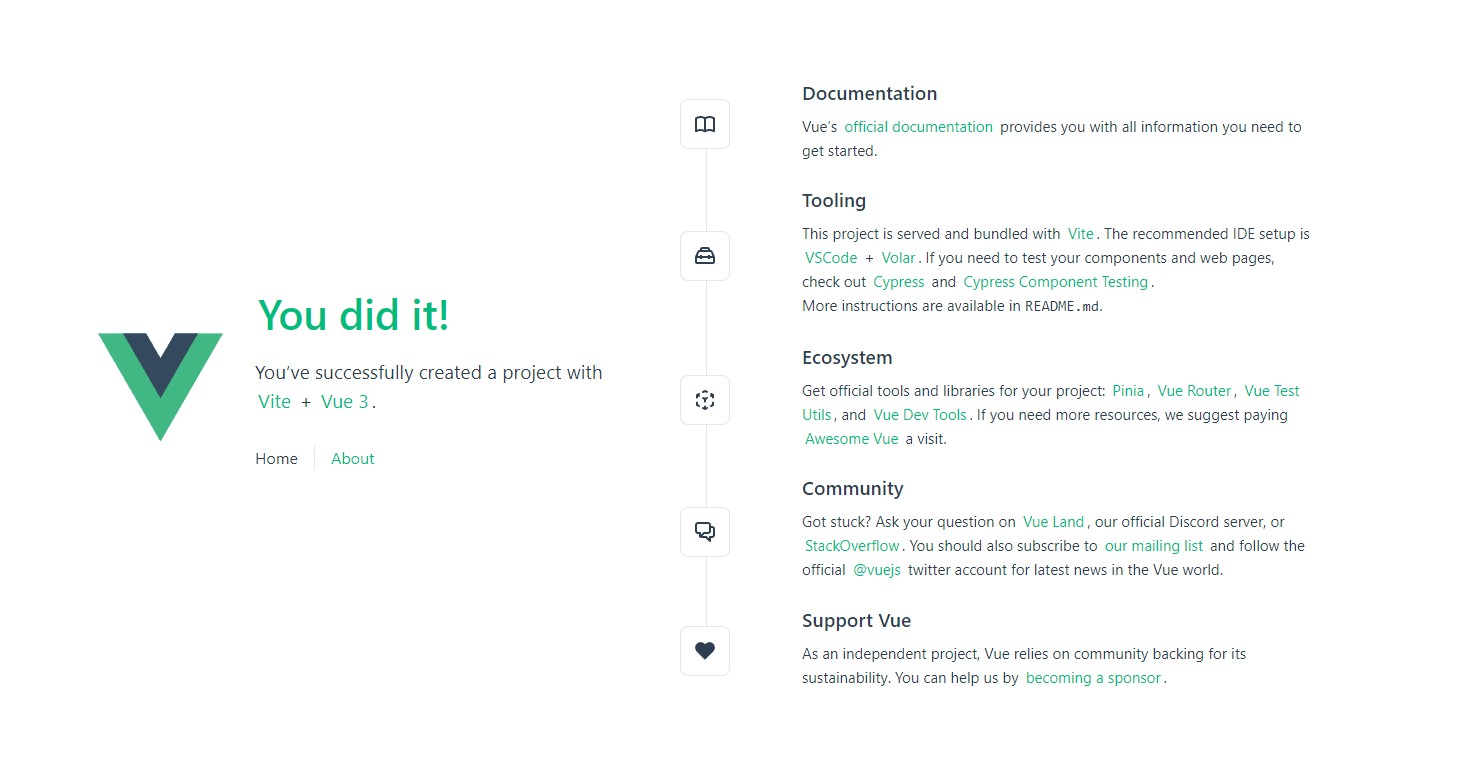 You did it!
You’ve successfully created a project with
Vite + Vue 3.
Home
About
Documentation
Vue’s official documentation provides you with all information you need to
get started.
Tooling
This project is served and bundled with Vite. The recommended IDE setup is
VSCode + Volar. If you need to test your components and web pages,
check out Cypress and Cypress Component Testing.
More instructions are available in README.md.
Ecosystem
Get official tools and libraries for your project: Pinia, Vue Router, Vue Test
Utils, and Vue Dev Tools. If you need more resources, we suggest paying
Awesome Vue a visit.
Community
Got stuck? Ask your question on Vue Land, our official Discord server, or
StackOverflow. You should also subscribe to our mailing list and follow the
official @vuejs twitter account for latest news in the Vue world.
Support Vue
As an independent project, Vue relies on community backing for its
sustainability. You can help us by becoming a sponsor.